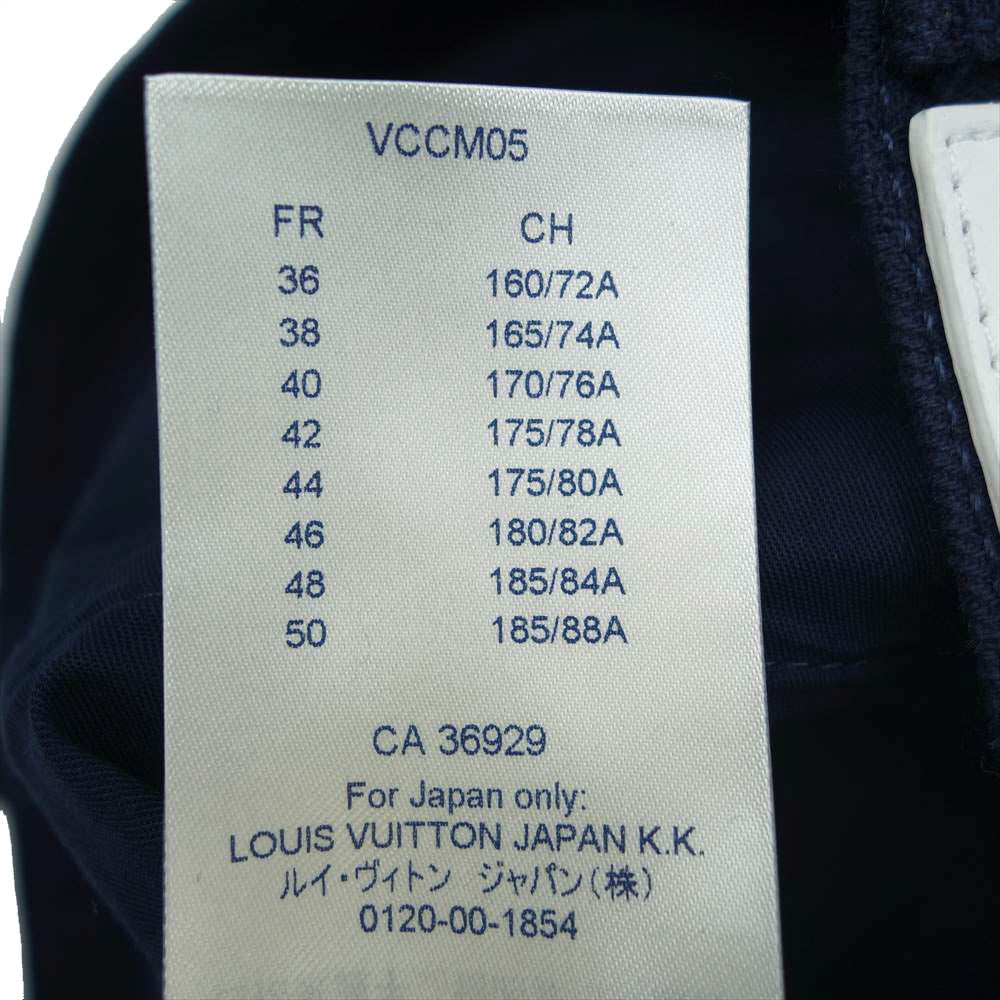 VCCM05
FR CH
36 160/72A
38 165/74A
40 170/76A
42 175/78A
44 175/80A
46 180/82A
48 185/84A
50 185/88A
CA 36929
For Japan only:
LOUIS VUITTON JAPAN K.K.
ルイ・ヴィトン ジャパン(株)
0120-00-1854